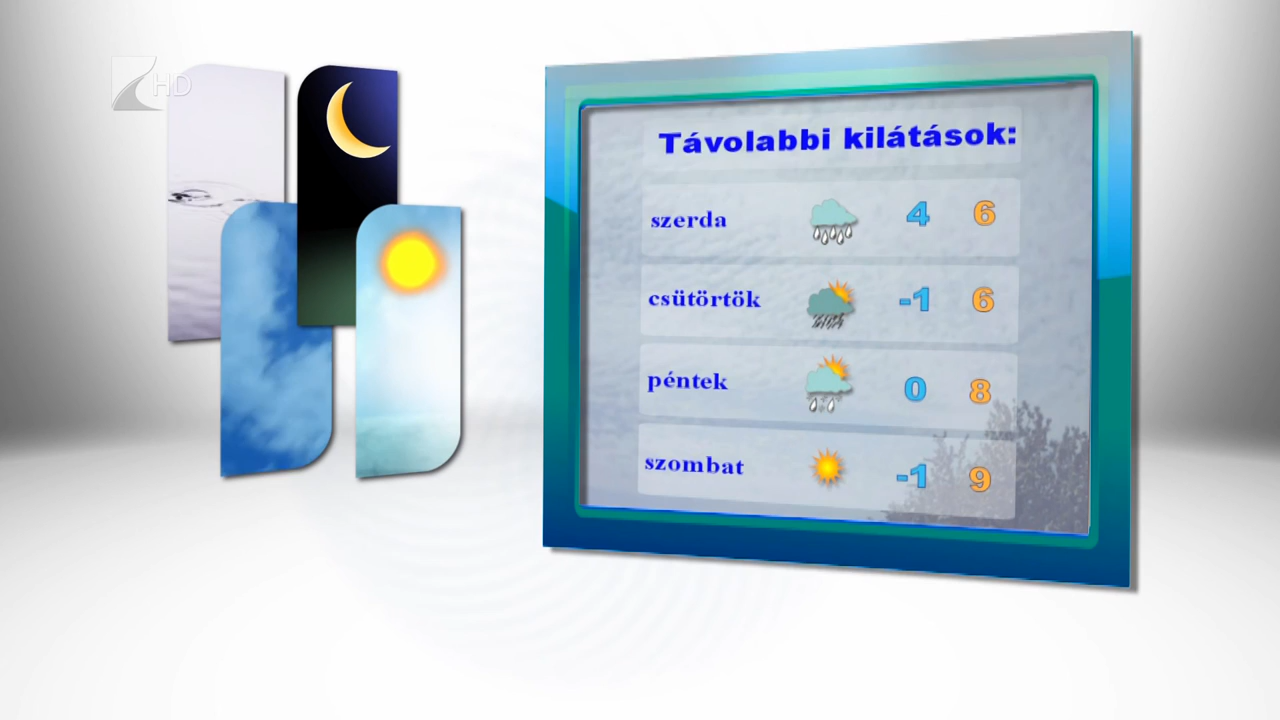 HD
Távolabbi kilátások:
szerda 4 6
csütörtök -1 6
péntek 0 8
szombat -1 9